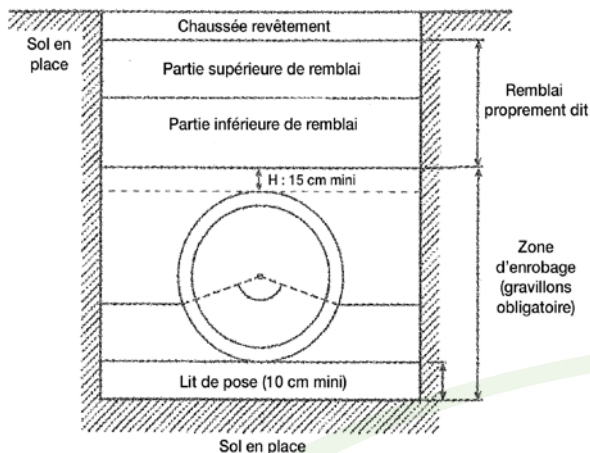 Chaussée revêtement
Sol en
place
Partie supérieure de remblai
Remblai
proprement dit
Partie inférieure de remblai
H : 15 cm mini
Zone
d'enrobage
(gravillons
obligatoire)
Lit de pose (10 cm mini)
Sol en place